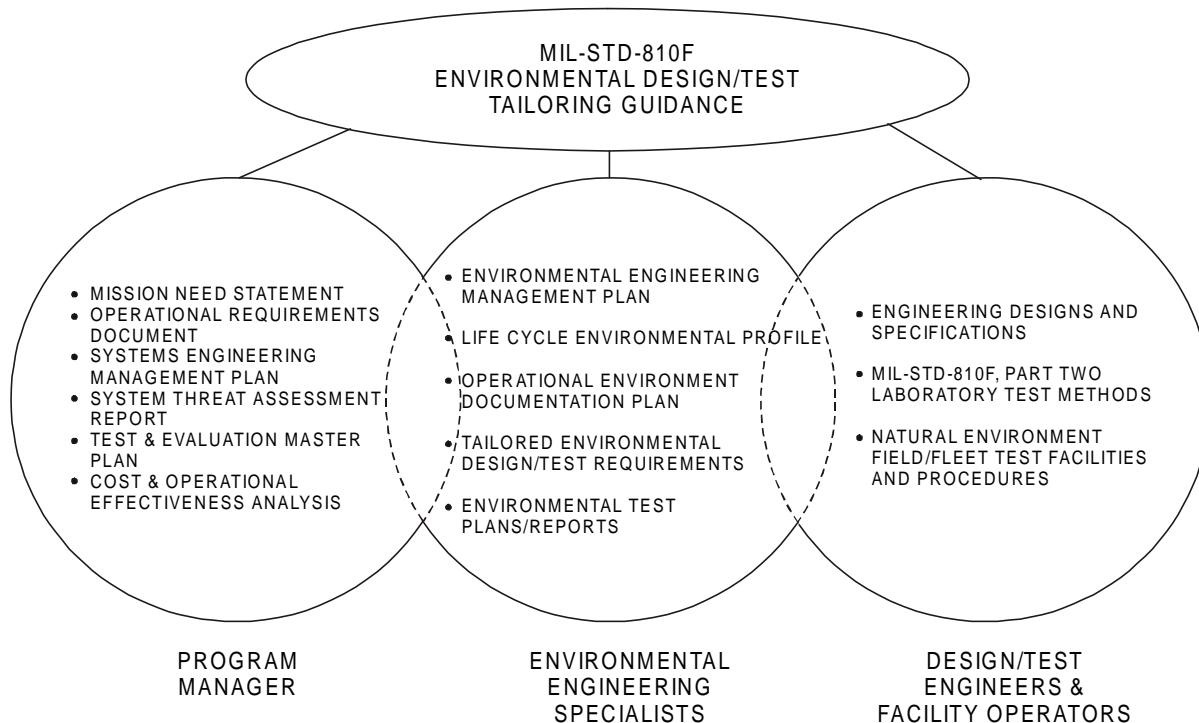 MIL-STD-810F
ENVIRONMENTAL DESIGN/TEST
TAILORING GUIDANCE
• MISSION NEED STATEMENT
• OPERATIONAL REQUIREMENTS
DOCUMENT
• SYSTEMS ENGINEERING
MANAGEMENT PLAN
• SYSTEM THREAT ASSESSMENT
REPORT
• TEST & EVALUATION MASTER
PLAN
• COST & OPERATIONAL
EFFECTIVENESS ANALYSIS
• ENVIRONMENTAL ENGINEERING
MANAGEMENT PLAN
• LIFE CYCLE ENVIRONMENTAL PROFILE
• OPERATIONAL ENVIRONMENT
DOCUMENTATION PLAN
• TAILORED ENVIRONMENTAL
DESIGN/TEST REQUIREMENTS
• ENVIRONMENTAL TEST
PLANS/REPORTS
• ENGINEERING DESIGNS AND
SPECIFICATIONS
• MIL-STD-810F, PART TWO
LABORATORY TEST METHODS
• NATURAL ENVIRONMENT
FIELD/FLEET TEST FACILITIES
AND PROCEDURES
PROGRAM
MANAGER
ENVIRONMENTAL
ENGINEERING
SPECIALISTS
DESIGN/TEST
ENGINEERS &
FACILITY OPERATORS